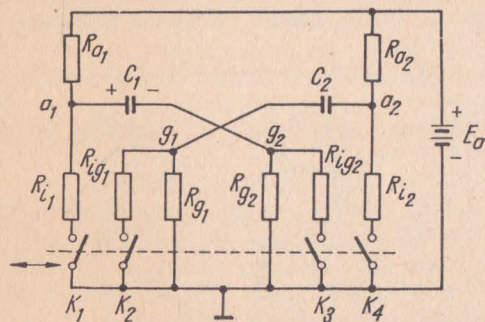 Ra1
Ra2
C1
C2
a1
+
-
a2
+
Ea
-
g1
g2
Ri1
Rig1
Rg1
Rg2
Rig2
Ri2
K1
K2
K3
K4